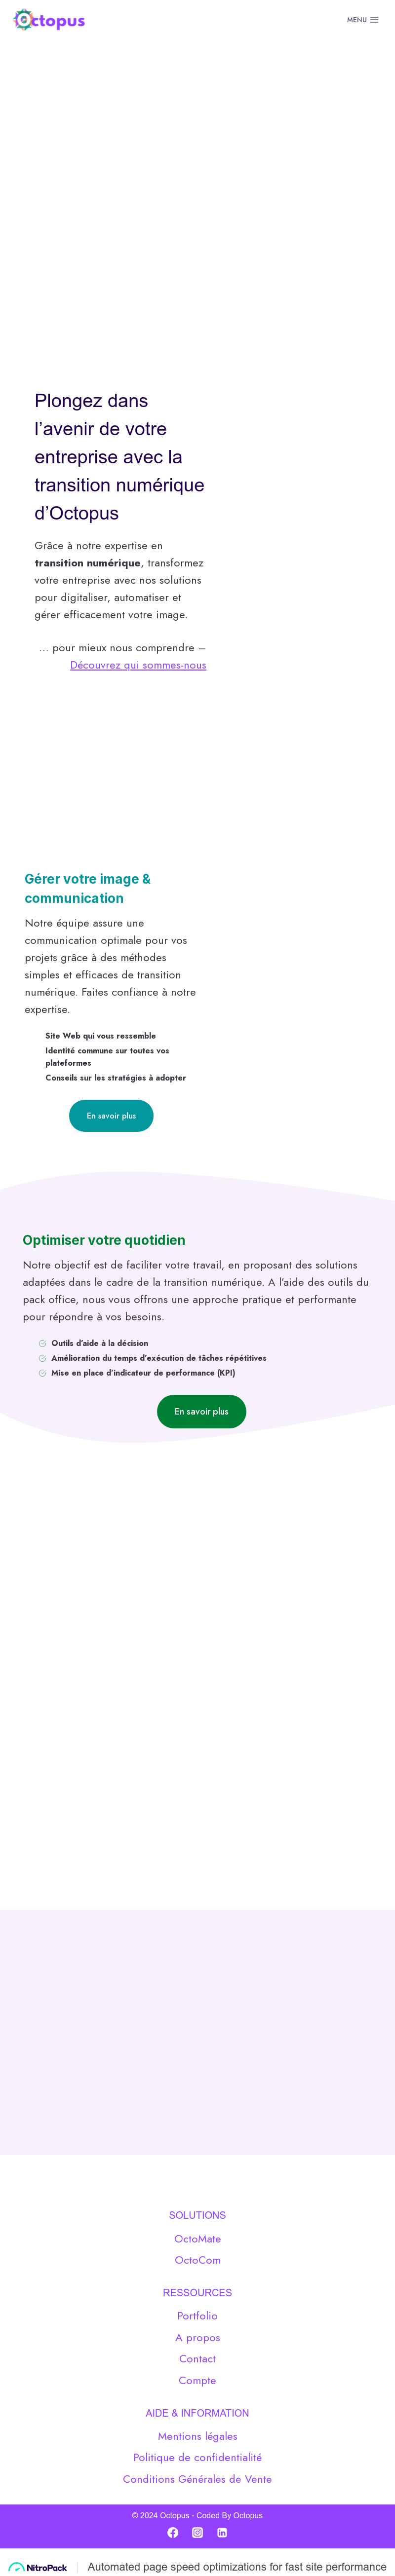 Octopus
MENU
Plongez dans
l’avenir de votre
entreprise avec la
transition numérique
d’Octopus
Grâce à notre expertise en
transition numérique, transformez
votre entreprise avec nos solutions
pour digitaliser, automatiser et
gérer efficacement votre image.
… pour mieux nous comprendre –
Découvrez qui sommes-nous
Gérer votre image &
communication
Notre équipe assure une
communication optimale pour vos
projets grâce à des méthodes
simples et efficaces de transition
numérique. Faites confiance à notre
expertise.
Site Web qui vous ressemble
Identité commune sur toutes vos
plateformes
Conseils sur les stratégies à adopter
En savoir plus
Optimiser votre quotidien
Notre objectif est de faciliter votre travail, en proposant des solutions
adaptées dans le cadre de la transition numérique. A l’aide des outils du
pack office, nous vous offrons une approche pratique et performante
pour répondre à vos besoins.
Outils d’aide à la décision
Amélioration du temps d’exécution de tâches répétitives
Mise en place d’indicateur de performance (KPI)
En savoir plus
SOLUTIONS
OctoMate
OctoCom
RESSOURCES
Portfolio
A propos
Contact
Compte
AIDE & INFORMATION
Mentions légales
Politique de confidentialité
Conditions Générales de Vente
© 2024 Octopus - Coded By Octopus
NitroPack | Automated page speed optimizations for fast site performance